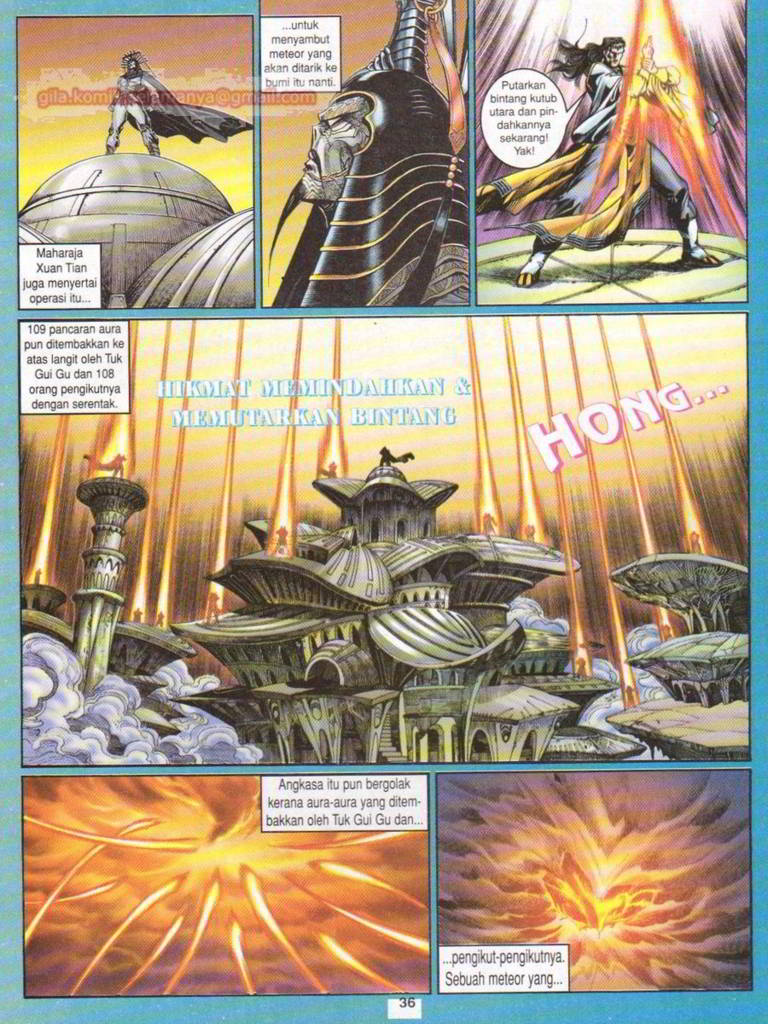 Maharaja
Xuan Tian
juga menyertai
operasi itu...
...untuk
menyambut
meteor yang
akan ditarik ke
bumi itu nanti.
Putarkan
bintang kutub
utara dan pin-
dahkannya
sekarang!
Yak!
109 pancaran aura
pun ditembakkan ke
atas langit oleh Tuk
Gui Gu dan 108
orang pengikutnya
dengan serentak.
HIKMAT MEMINDAHKAN &
MEMUTARKAN BINTANG
HONG...
Angkasa itu pun bergolak
kerana aura-aura yang ditem-
bakkan oleh Tuk Gui Gu dan...
...pengikut-pengikutnya.
Sebuah meteor yang...
36